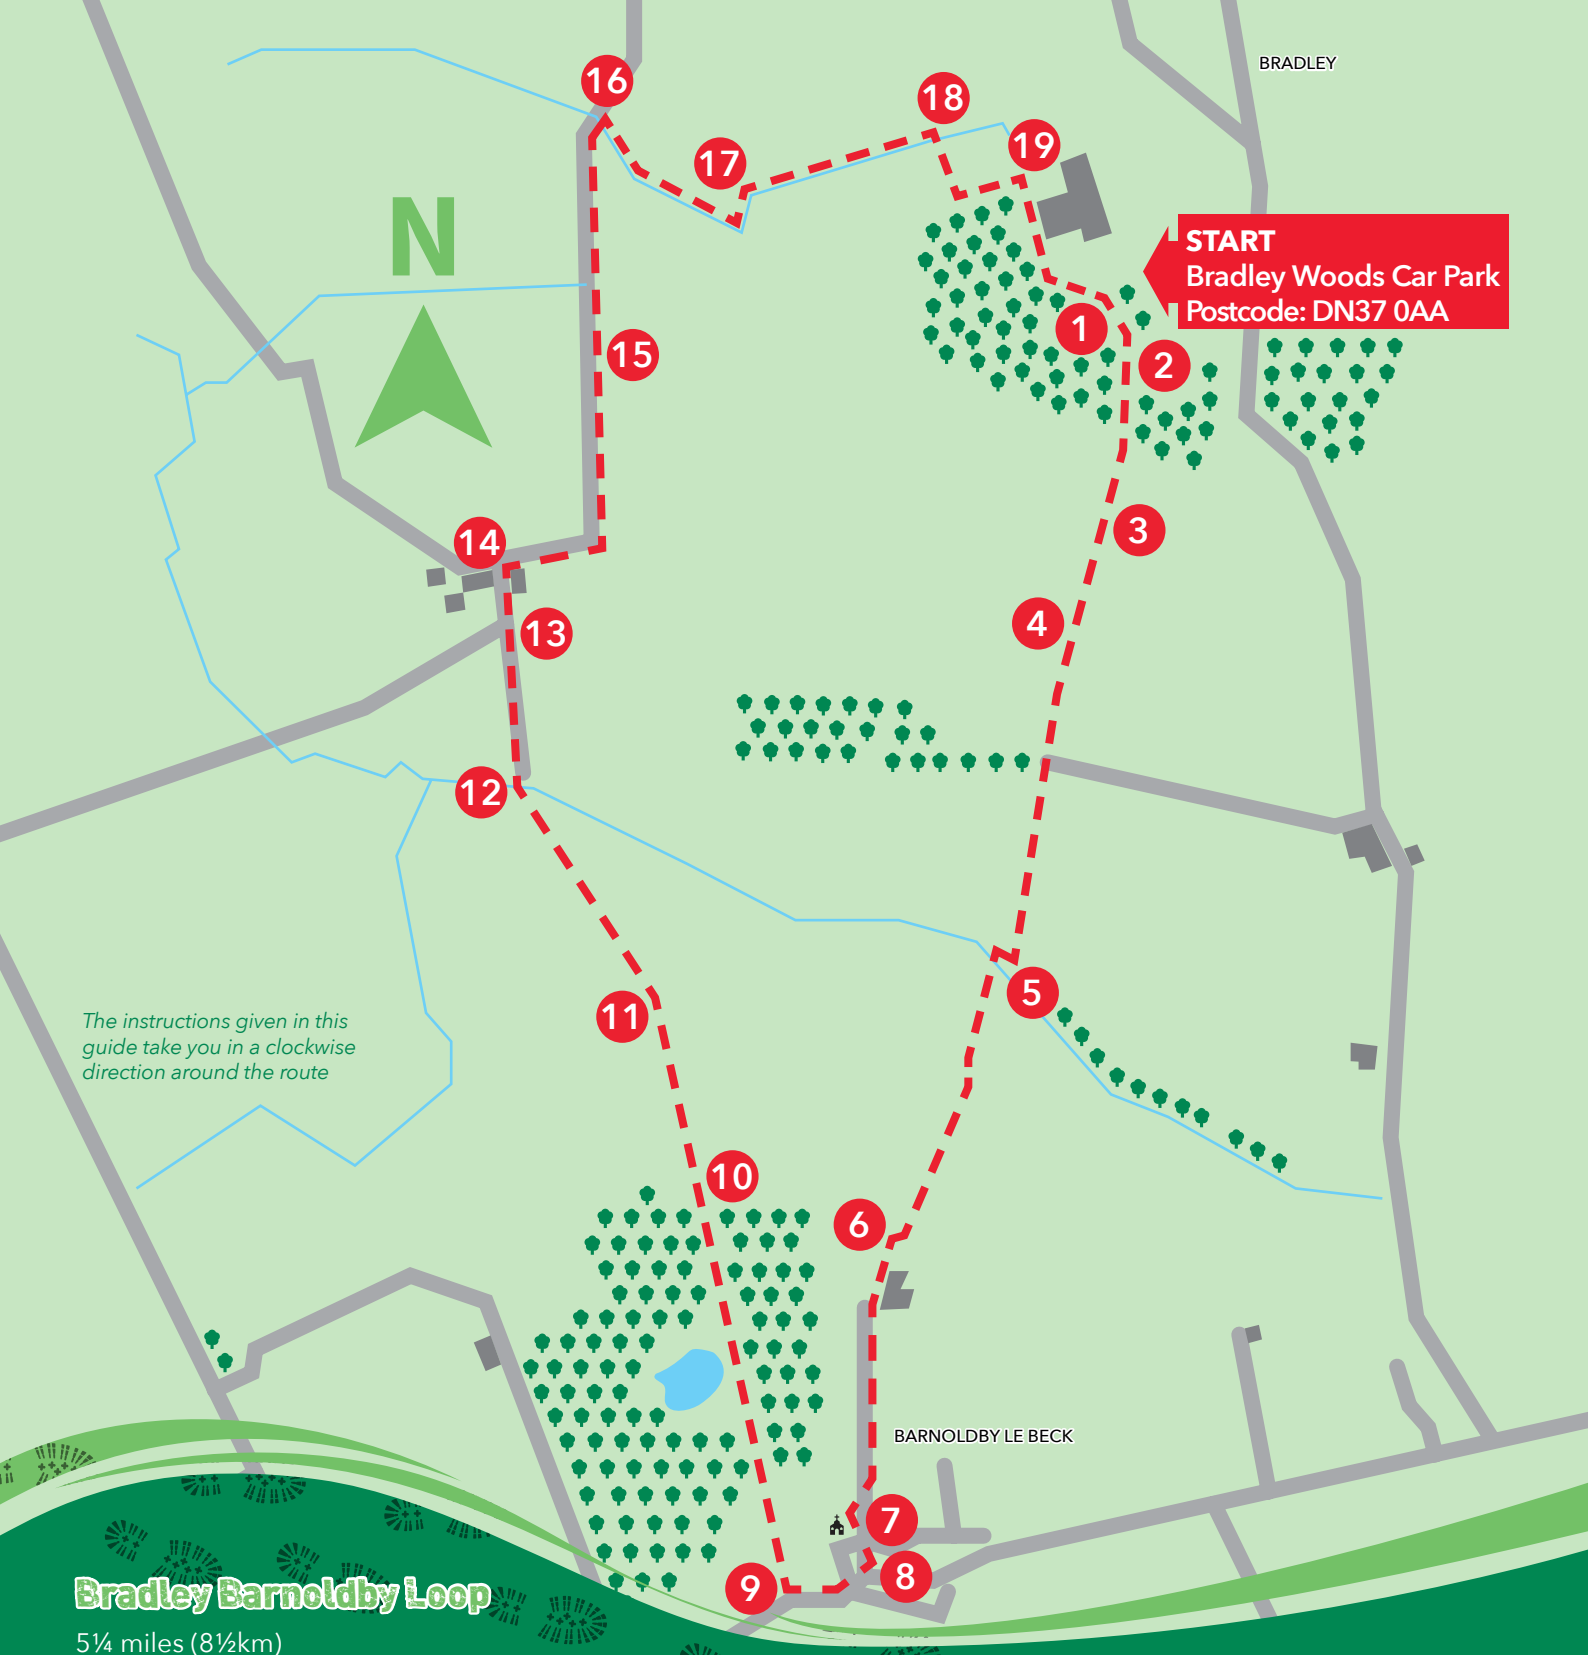 BRADLEY
16
18
19
17
N
START
Bradley Woods Car Park
Postcode: DN37 0AA
1
2
15
3
14
4
13
12
5
11
The instructions given in this
guide take you in a clockwise
direction around the route
10
6
BARNOLDBY LE BECK
7
8
9
Bradley Barnoldby Loop
5¼ miles (8½km)